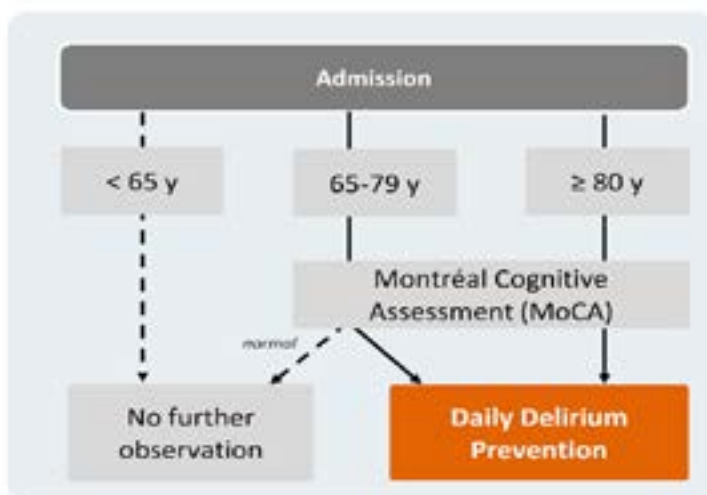 Admission
< 65 y
65-79 y
≥ 80 y
Montréal Cognitive
Assessment (MoCA)
normal
No further
observation
Daily Delirium
Prevention